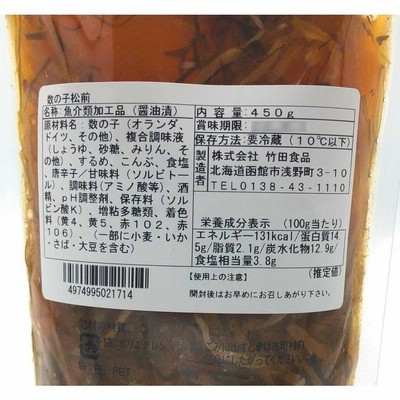 数の子松前
名称：魚介類加工品（醤油漬）
原材料名：数の子（オランダ、
ドイツ、その他）、複合調味液
（しょうゆ、砂糖、みりん、その
他）、するめ、こんぶ、食塩
、唐辛子／甘味料（ソルビトー
ル）、調味料（アミノ酸等）、酒
精、pH調整剤、保存料（ソル
ビン酸K）、増粘多糖類、着色
料（黄4、黄5、赤102、赤
106）、（一部に小麦・いか
・さば・大豆を含む）
4974995021714
内容量：450g
賞味期限：
保存方法：要冷蔵（10℃以下）
製造者
株式会社 竹田食品
北海道函館市浅野町3-10
TEL0138-43-1110
栄養成分表示 （100g当たり）
エネルギー131kcal／蛋白質14.
5g／脂質2.1g／炭水化物12.9g／
食塩相当量3.8g
（推定値）
【使用上の注意】
開封後はお早めにお召し上がり下さい。
PE, PET